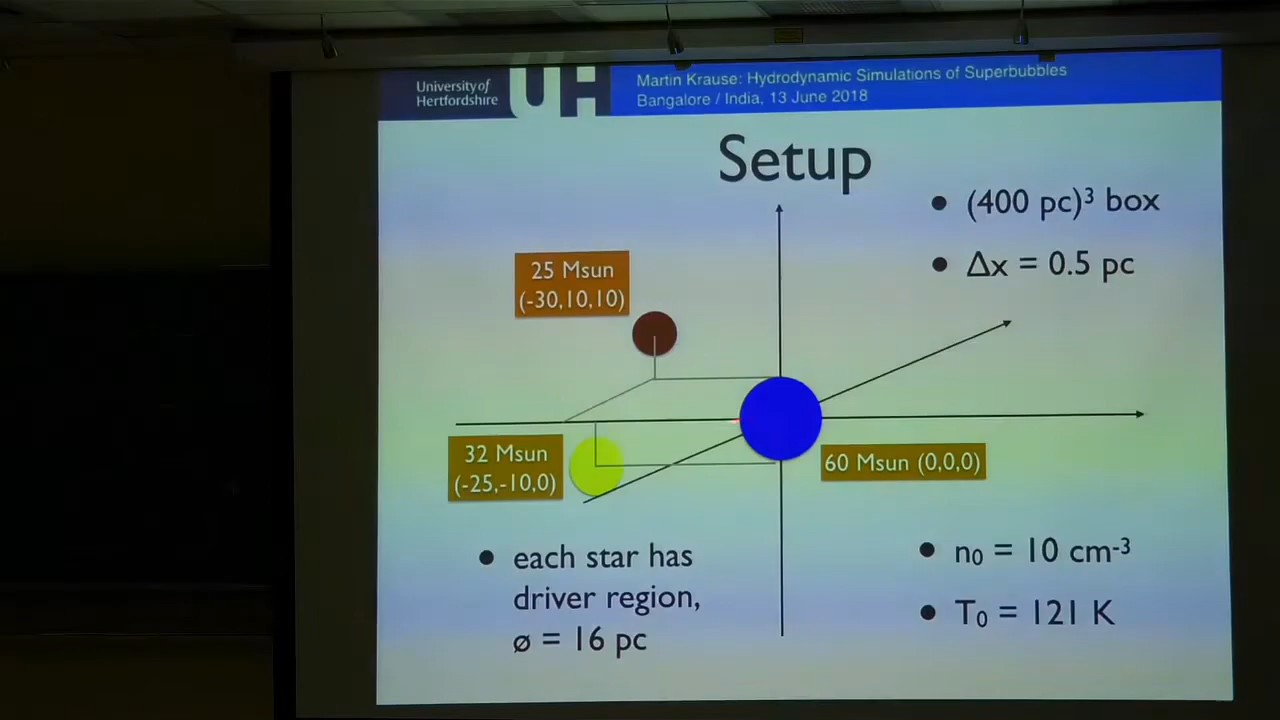 University of
Hertfordshire
UH
Martin Krause: Hydrodynamic Simulations of Superbubbles
Bangalore / India, 13 June 2018
Setup
• (400 pc)³ box
• Δx = 0.5 pc
25 Msun
(-30,10,10)
32 Msun
(-25,-10,0)
60 Msun (0,0,0)
• each star has
driver region,
ø = 16 pc
• n₀ = 10 cm⁻³
• T₀ = 121 K